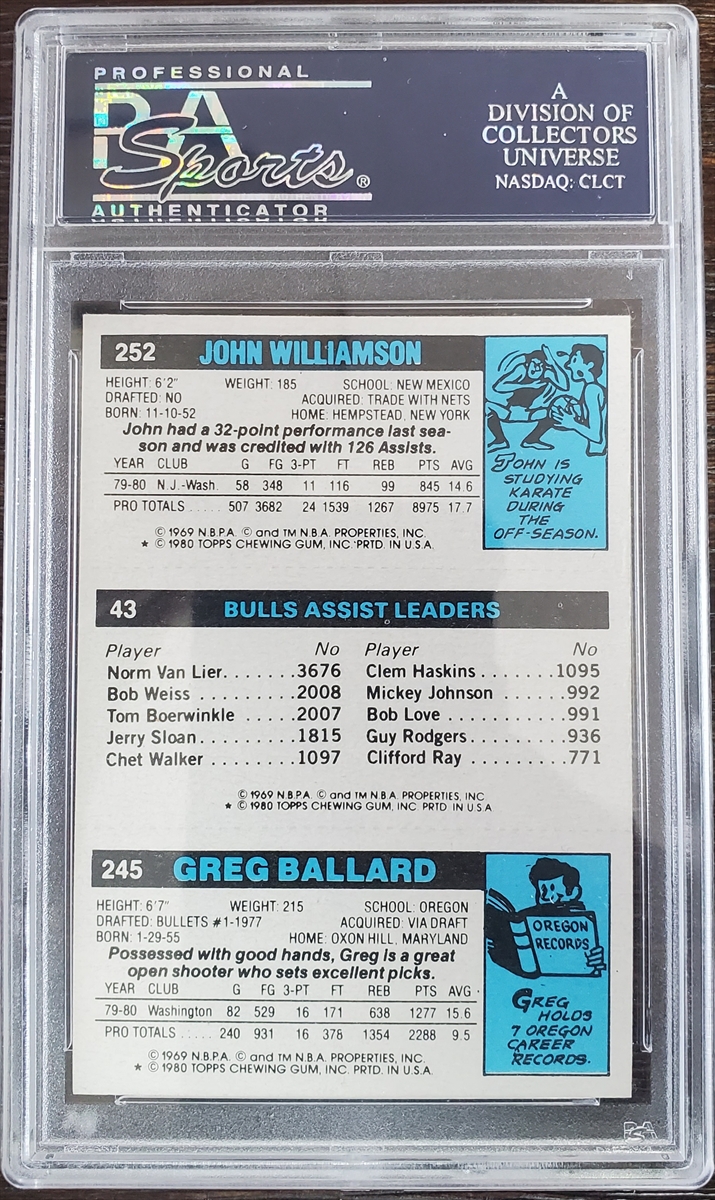 PROFESSIONAL
PSA
Sports®
AUTHENTICATOR
A
DIVISION OF
COLLECTORS
UNIVERSE
NASDAQ: CLCT
252 JOHN WILLIAMSON
HEIGHT: 6'2" WEIGHT: 185 SCHOOL: NEW MEXICO
DRAFTED: NO ACQUIRED: TRADE WITH NETS
BORN: 11-10-52 HOME: HEMPSTEAD, NEW YORK
John had a 32-point performance last sea-
son and was credited with 126 Assists.
YEAR CLUB G FG 3-PT FT REB PTS AVG
79-80 N.J.-Wash. 58 348 11 116 99 845 14.6
PRO TOTALS ..... 507 3682 24 1539 1267 8975 17.7
© 1969 N.B.P.A. © and TM N.B.A. PROPERTIES, INC.
★ © 1980 TOPPS CHEWING GUM, INC. PRTD. IN U.S.A.
JOHN IS
STUDYING
KARATE
DURING
THE
OFF-SEASON.
43 BULLS ASSIST LEADERS
Player No Player No
Norm Van Lier.......3676 Clem Haskins.......1095
Bob Weiss.......2008 Mickey Johnson......992
Tom Boerwinkle.....2007 Bob Love..........991
Jerry Sloan.........1815 Guy Rodgers........936
Chet Walker........1097 Clifford Ray.........771
© 1969 N.B.P.A. © and TM N.B.A. PROPERTIES, INC
★ © 1980 TOPPS CHEWING GUM, INC. PRTD IN U.S.A
245 GREG BALLARD
HEIGHT: 6'7" WEIGHT: 215 SCHOOL: OREGON
DRAFTED: BULLETS #1-1977 ACQUIRED: VIA DRAFT
BORN: 1-29-55 HOME: OXON HILL, MARYLAND
Possessed with good hands, Greg is a great
open shooter who sets excellent picks.
YEAR CLUB G FG 3-PT FT REB PTS AVG
79-80 Washington 82 529 16 171 638 1277 15.6
PRO TOTALS ..... 240 931 16 378 1354 2288 9.5
© 1969 N.B.P.A. © and TM N.B.A. PROPERTIES, INC.
★ © 1980 TOPPS CHEWING GUM, INC. PRTD. IN U.S.A.
OREGON
RECORDS
GREG
HOLDS
7 OREGON
CAREER
RECORDS.
PSA